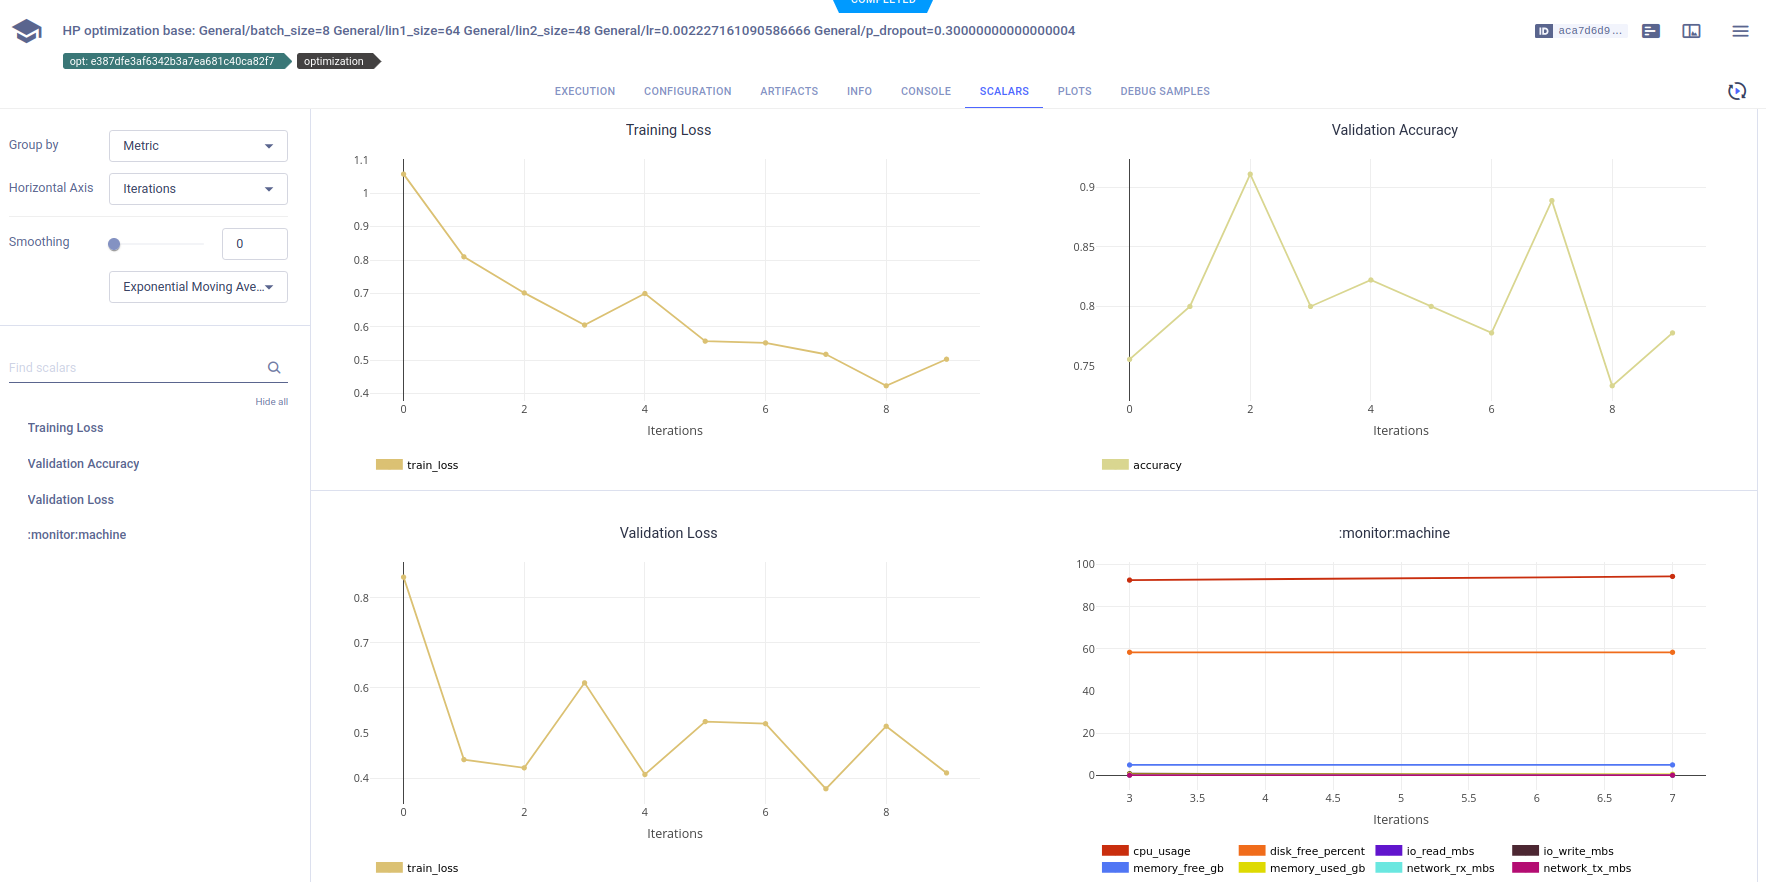 COMPLETED
HP optimization base: General/batch_size=8 General/lin1_size=64 General/lin2_size=48 General/lr=0.002227161090586666 General/p_dropout=0.30000000000000004
ID aca7d6d9...
opt: e387dfe3af6342b3a7ea681c40ca82f7
optimization
EXECUTION CONFIGURATION ARTIFACTS INFO CONSOLE SCALARS PLOTS DEBUG SAMPLES
Group by Metric
Horizontal Axis Iterations
Smoothing 0
Exponential Moving Ave...
Find scalars
Hide all
Training Loss
Validation Accuracy
Validation Loss
:monitor:machine
Training Loss
1.1
1
0.9
0.8
0.7
0.6
0.5
0.4
0 2 4 6 8
Iterations
train_loss
Validation Accuracy
0.9
0.85
0.8
0.75
0 2 4 6 8
Iterations
accuracy
Validation Loss
0.8
0.7
0.6
0.5
0.4
0 2 4 6 8
Iterations
train_loss
:monitor:machine
100
80
60
40
20
0
3 3.5 4 4.5 5 5.5 6 6.5 7
Iterations
cpu_usage disk_free_percent io_read_mbs io_write_mbs
memory_free_gb memory_used_gb network_rx_mbs network_tx_mbs